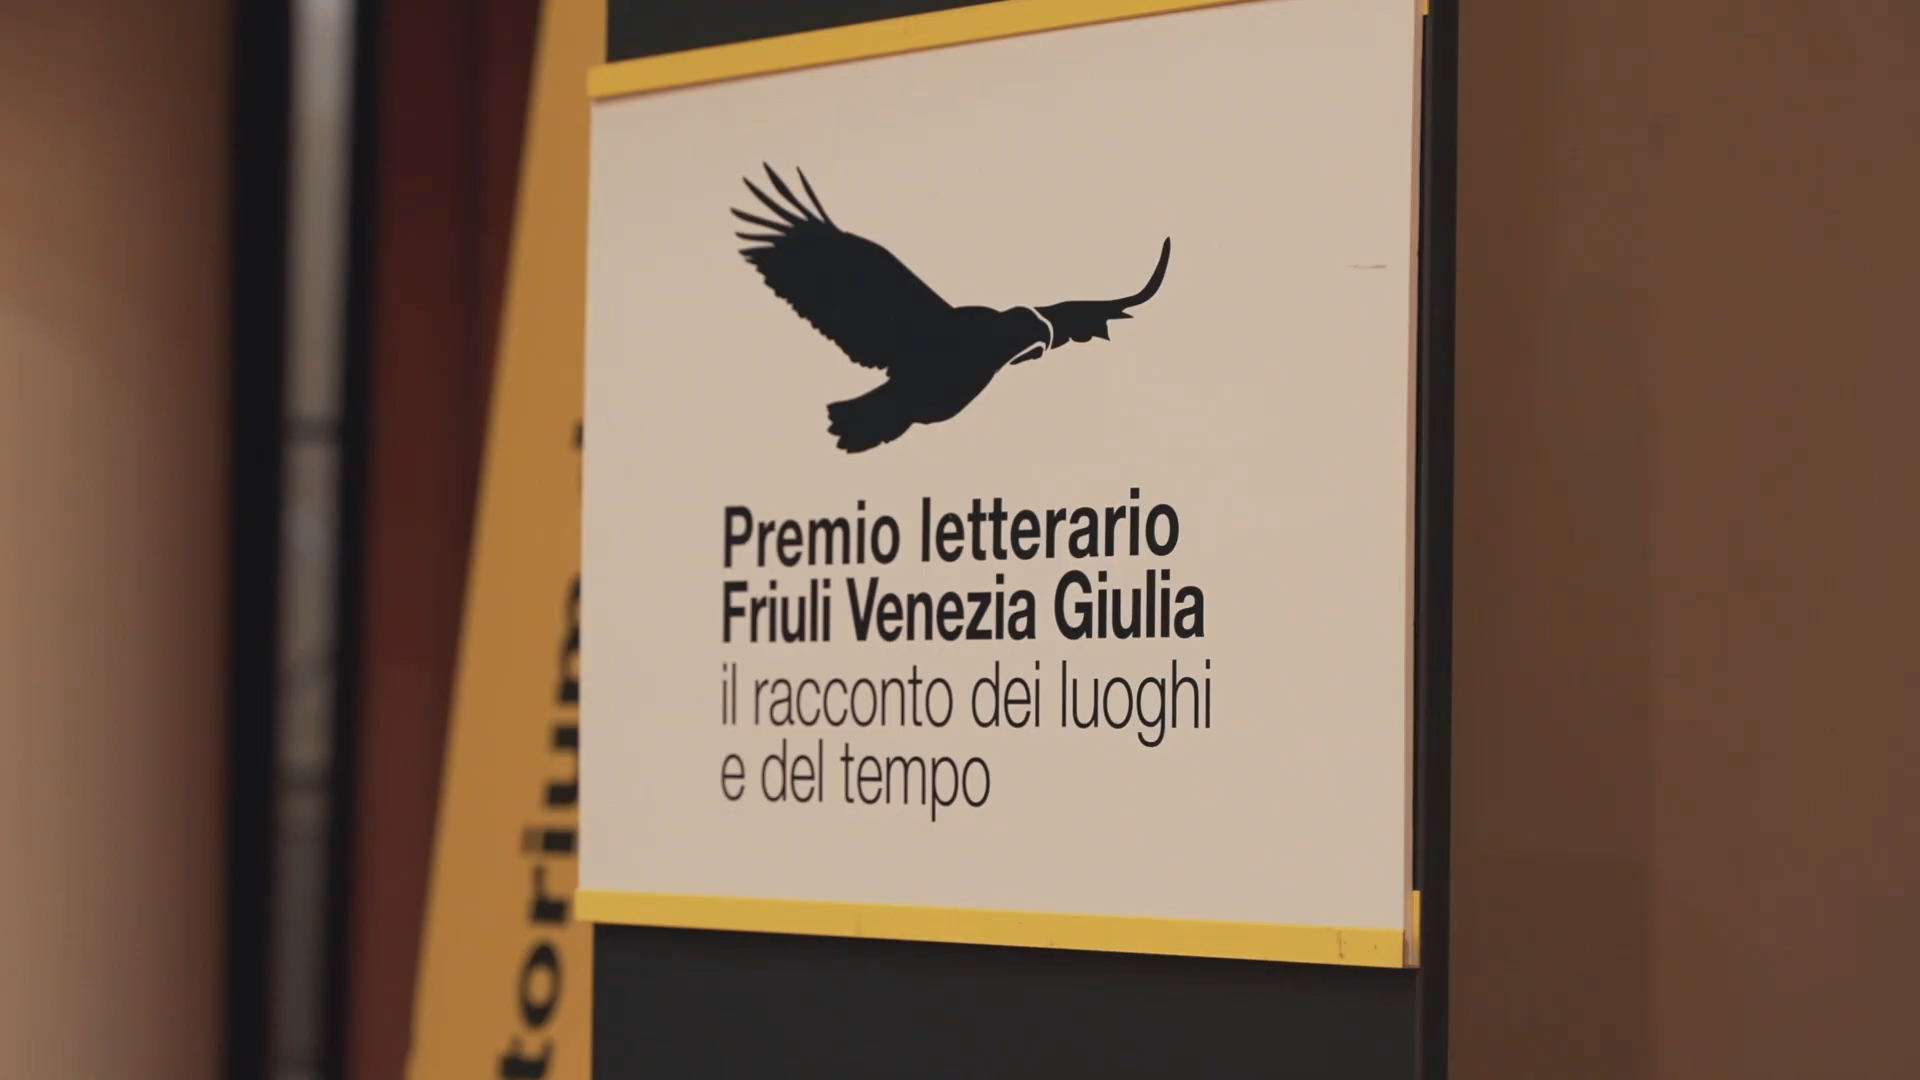 Premio letterario
Friuli Venezia Giulia
il racconto dei luoghi
e del tempo